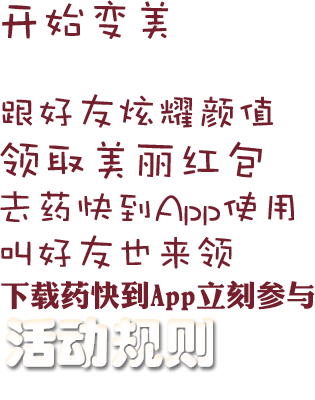 开始变美
跟好友炫耀颜值
领取美丽红包
去药快到App使用
叫好友也来领
下载药快到App立刻参与
活动规则